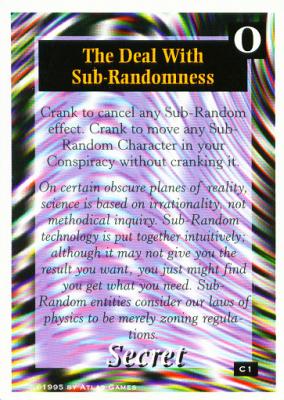 The Deal With
Sub-Randomness
O
Crank to cancel any Sub-Random
effect. Crank to move any Sub-
Random Character in your
Conspiracy without cranking it.
On certain obscure planes of reality,
science is based on irrationality, not
methodical inquiry. Sub-Random
technology is put together intuitively;
although it may not give you the
result you want, you just might find
you get what you need. Sub-
Random entities consider our laws of
physics to be merely zoning regula-
tions.
Secret
©1995 BY ATLAS GAMES
C1